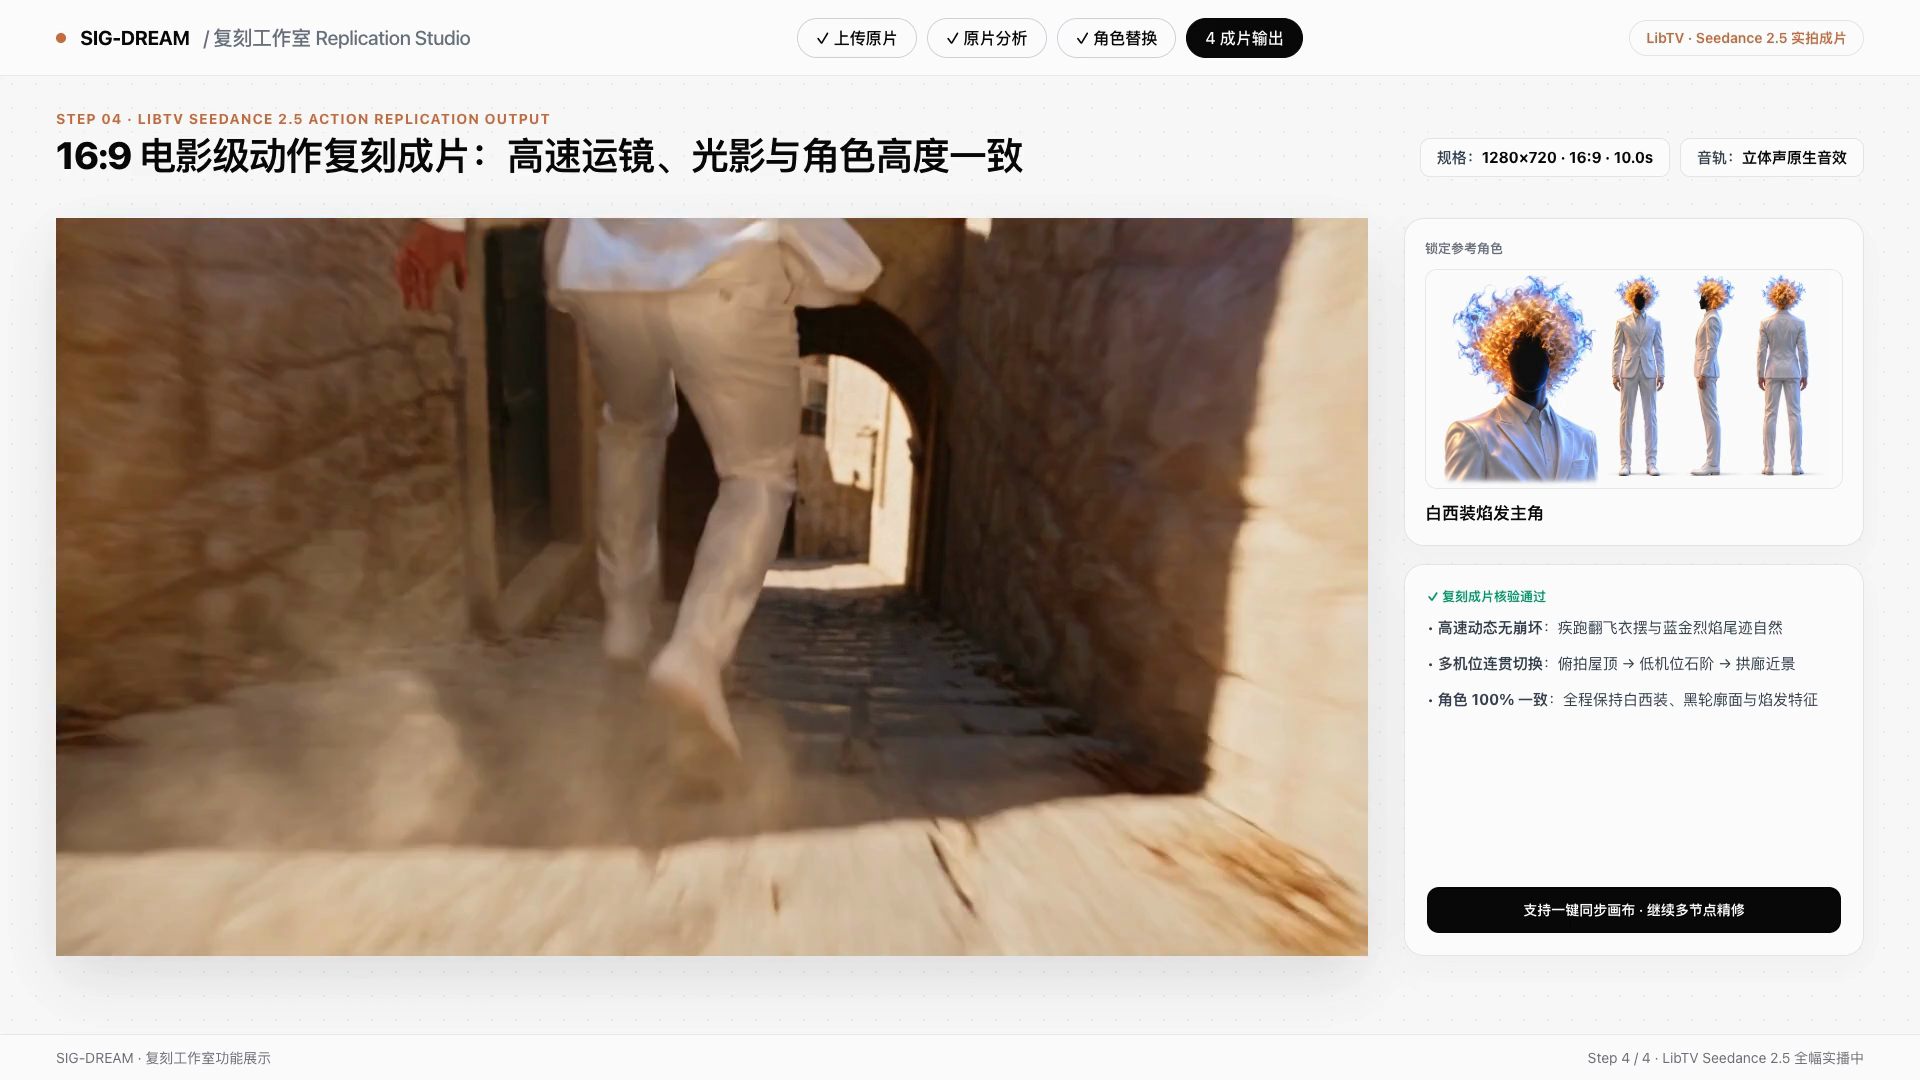 SIG-DREAM / 复刻工作室 Replication Studio
✓ 上传原片
✓ 原片分析
✓ 角色替换
4 成片输出
LibTV · Seedance 2.5 实拍成片
STEP 04 · LIBTV SEEDANCE 2.5 ACTION REPLICATION OUTPUT
16:9 电影级动作复刻成片：高速运镜、光影与角色高度一致
规格：1280×720 · 16:9 · 10.0s
音轨：立体声原生音效
锁定参考角色
白西装焰发主角
✓ 复刻成片核验通过
• 高速动态无崩坏：疾跑翻飞衣摆与蓝金烈焰尾迹自然
• 多机位连贯切换：俯拍屋顶 → 低机位石阶 → 拱廊近景
• 角色 100% 一致：全程保持白西装、黑轮廓面与焰发特征
支持一键同步画布 · 继续多节点精修
SIG-DREAM · 复刻工作室功能展示
Step 4 / 4 · LibTV Seedance 2.5 全幅实播中